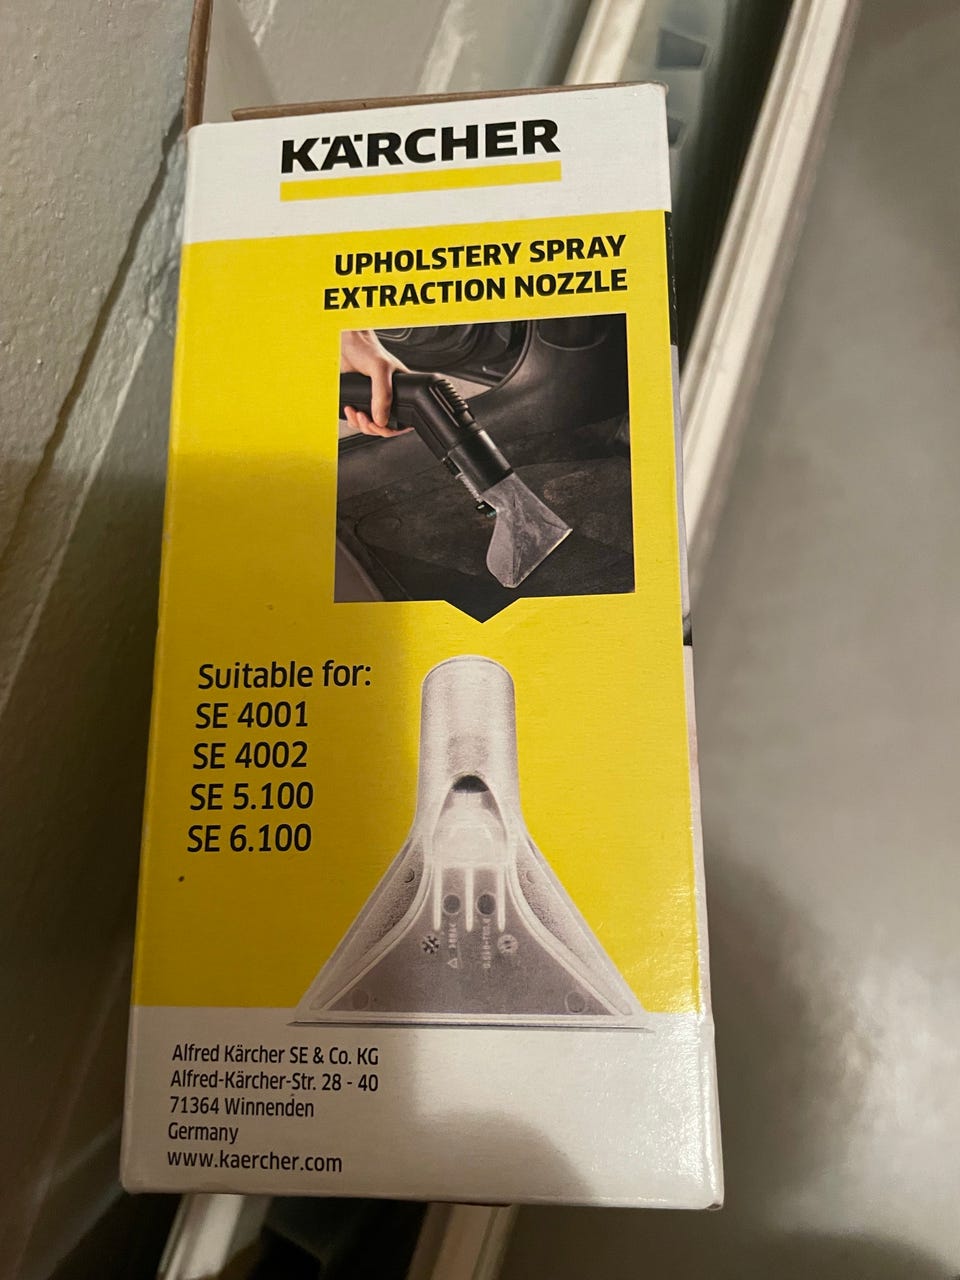 KÄRCHER
UPHOLSTERY SPRAY
EXTRACTION NOZZLE
Suitable for:
SE 4001
SE 4002
SE 5.100
SE 6.100
Alfred Kärcher SE & Co. KG
Alfred-Kärcher-Str. 28 - 40
71364 Winnenden
Germany
www.kaercher.com